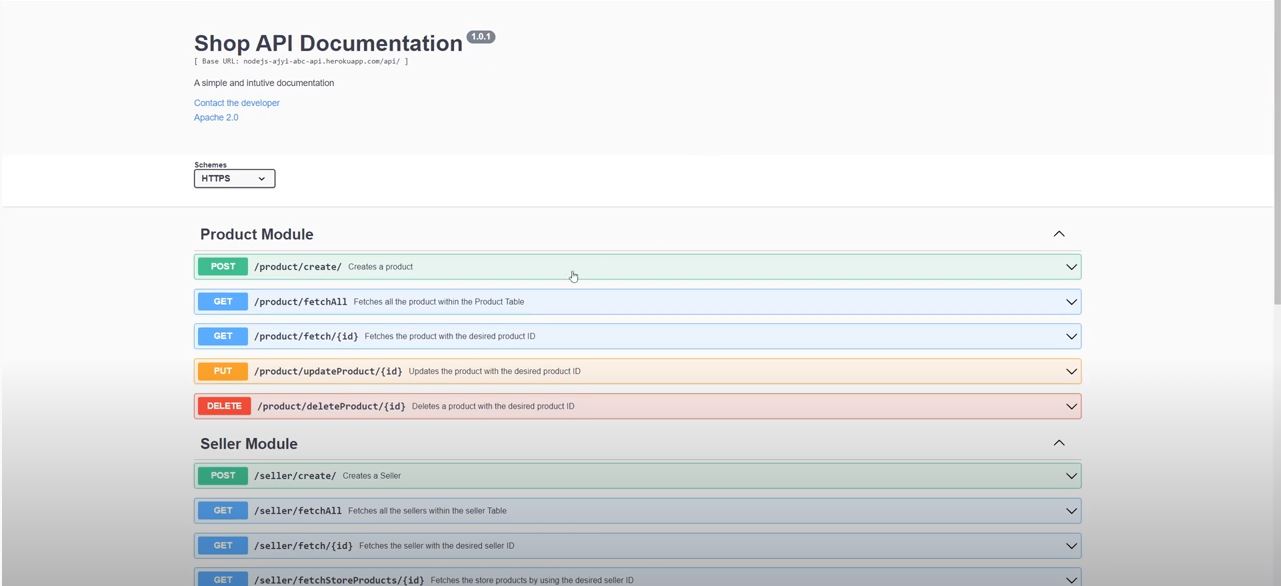 Shop API Documentation 1.0.1
[ Base URL: nodejs-ajyl-abc-api.herokuapp.com/api/ ]
A simple and intutive documentation
Contact the developer
Apache 2.0
Schemes
HTTPS
Product Module
POST /product/create/ Creates a product
GET /product/fetchAll Fetches all the product within the Product Table
GET /product/fetch/{id} Fetches the product with the desired product ID
PUT /product/updateProduct/{id} Updates the product with the desired product ID
DELETE /product/deleteProduct/{id} Deletes a product with the desired product ID
Seller Module
POST /seller/create/ Creates a Seller
GET /seller/fetchAll Fetches all the sellers within the seller Table
GET /seller/fetch/{id} Fetches the seller with the desired seller ID
GET /seller/fetchStoreProducts/{id} Fetches the store products by using the desired seller ID